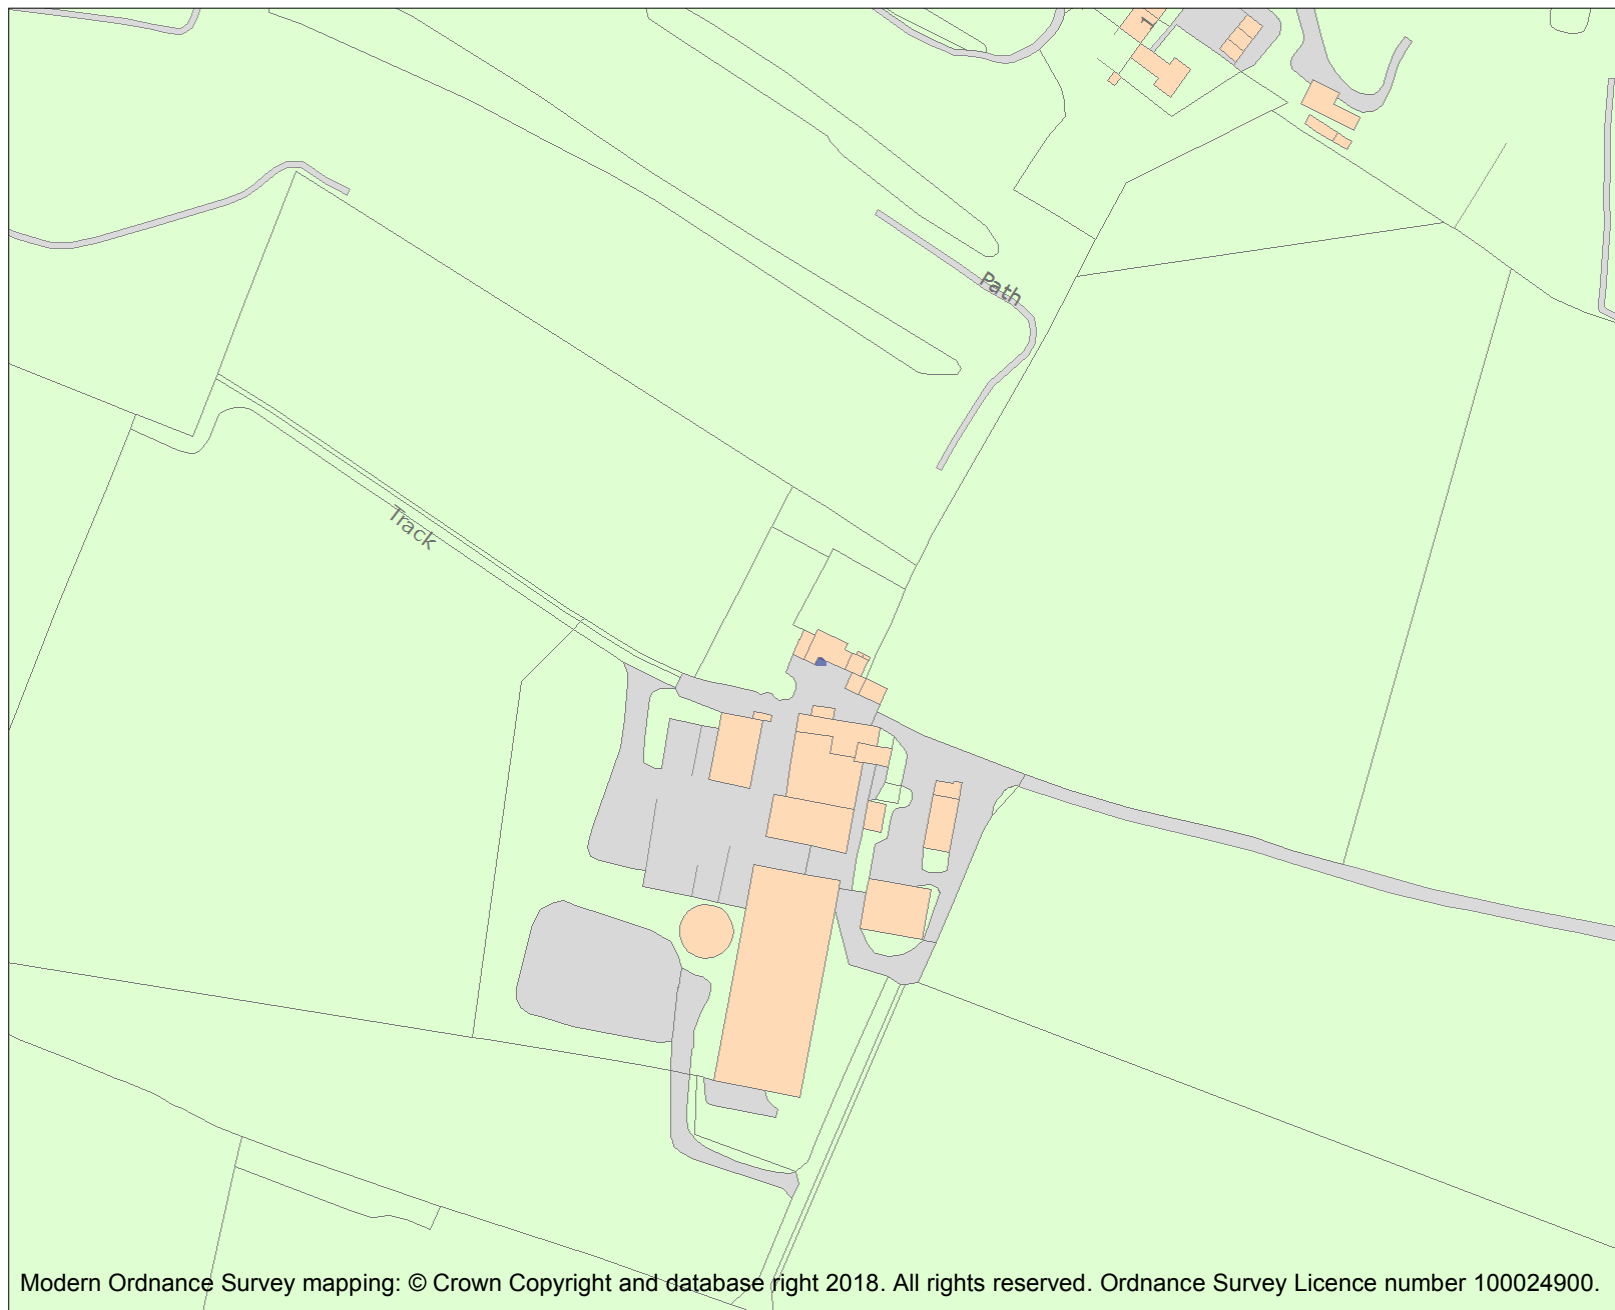 1
Path
Track
Modern Ordnance Survey mapping: © Crown Copyright and database right 2018. All rights reserved. Ordnance Survey Licence number 100024900.